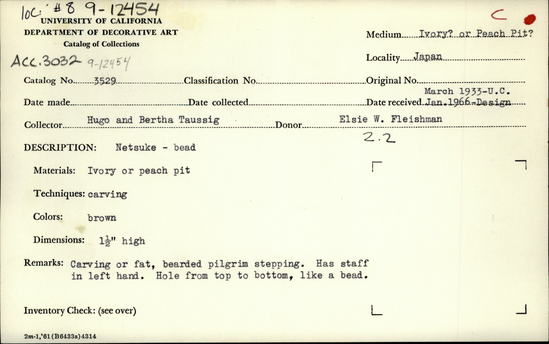 loc #8 9-12454
C
UNIVERSITY OF CALIFORNIA
DEPARTMENT OF DECORATIVE ART
Catalog of Collections
Medium Ivory? or Peach Pit?
ACC. 3032 9-12454
Locality Japan
Catalog No. 3529 Classification No. Original No.
March 1933-U.C.
Date made Date collected Date received Jan. 1966-Design
Collector Hugo and Bertha Taussig Donor Elsie W. Fleishman
2.2
DESCRIPTION: Netsuke - bead
Materials: Ivory or peach pit
Techniques: carving
Colors: brown
Dimensions: 1½" high
Remarks: Carving or fat, bearded pilgrim stepping. Has staff
in left hand. Hole from top to bottom, like a bead.
Inventory Check: (see over)
2m-1,'61(B6433s)4314